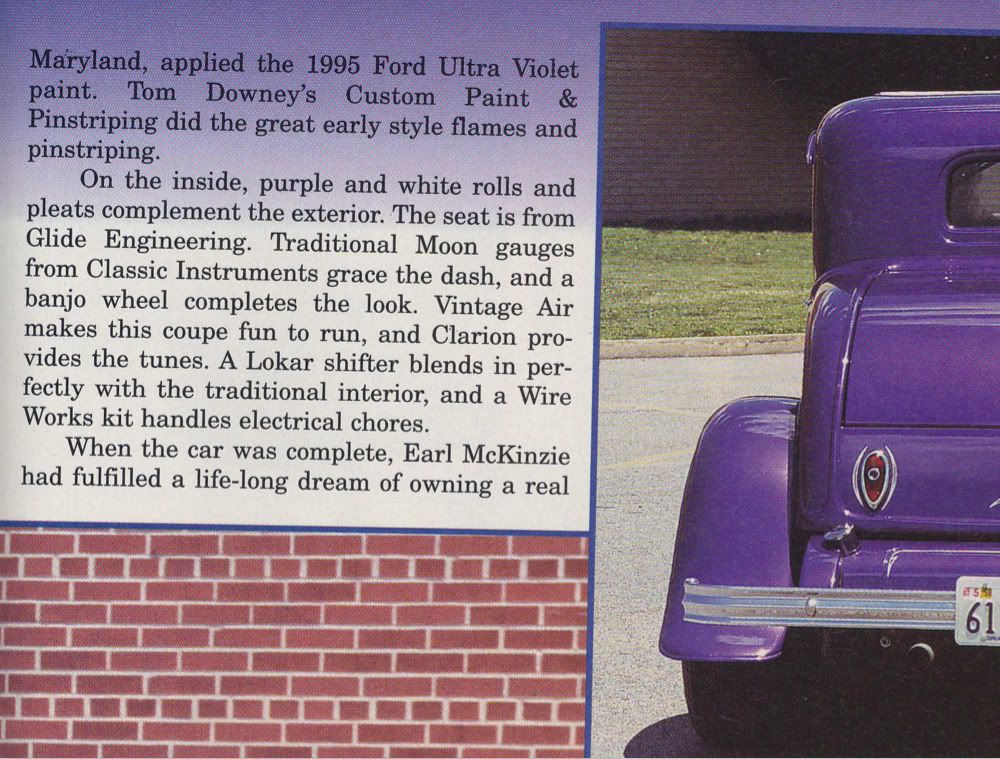 Maryland, applied the 1995 Ford Ultra Violet
paint. Tom Downey's Custom Paint &
Pinstriping did the great early style flames and
pinstriping.
On the inside, purple and white rolls and
pleats complement the exterior. The seat is from
Glide Engineering. Traditional Moon gauges
from Classic Instruments grace the dash, and a
banjo wheel completes the look. Vintage Air
makes this coupe fun to run, and Clarion pro-
vides the tunes. A Lokar shifter blends in per-
fectly with the traditional interior, and a Wire
Works kit handles electrical chores.
When the car was complete, Earl McKinzie
had fulfilled a life-long dream of owning a real
61